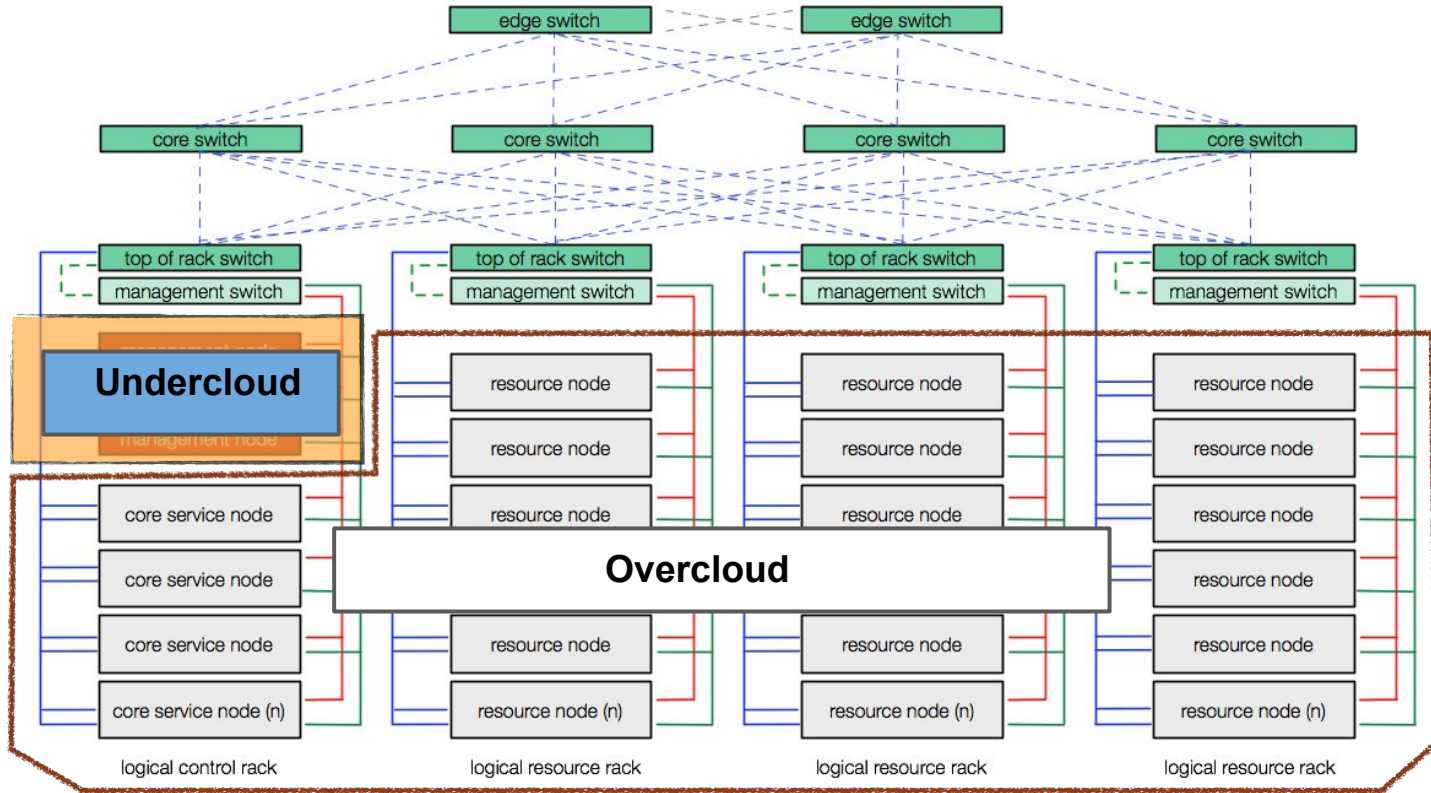 edge switch
edge switch
core switch
core switch
core switch
core switch
top of rack switch
top of rack switch
top of rack switch
top of rack switch
management switch
management switch
management switch
management switch
management node
Undercloud
management node
resource node
resource node
resource node
resource node
resource node
resource node
core service node
resource node
resource node
resource node
core service node
Overcloud
resource node
core service node
resource node
resource node
resource node
core service node (n)
resource node (n)
resource node (n)
resource node (n)
logical control rack
logical resource rack
logical resource rack
logical resource rack